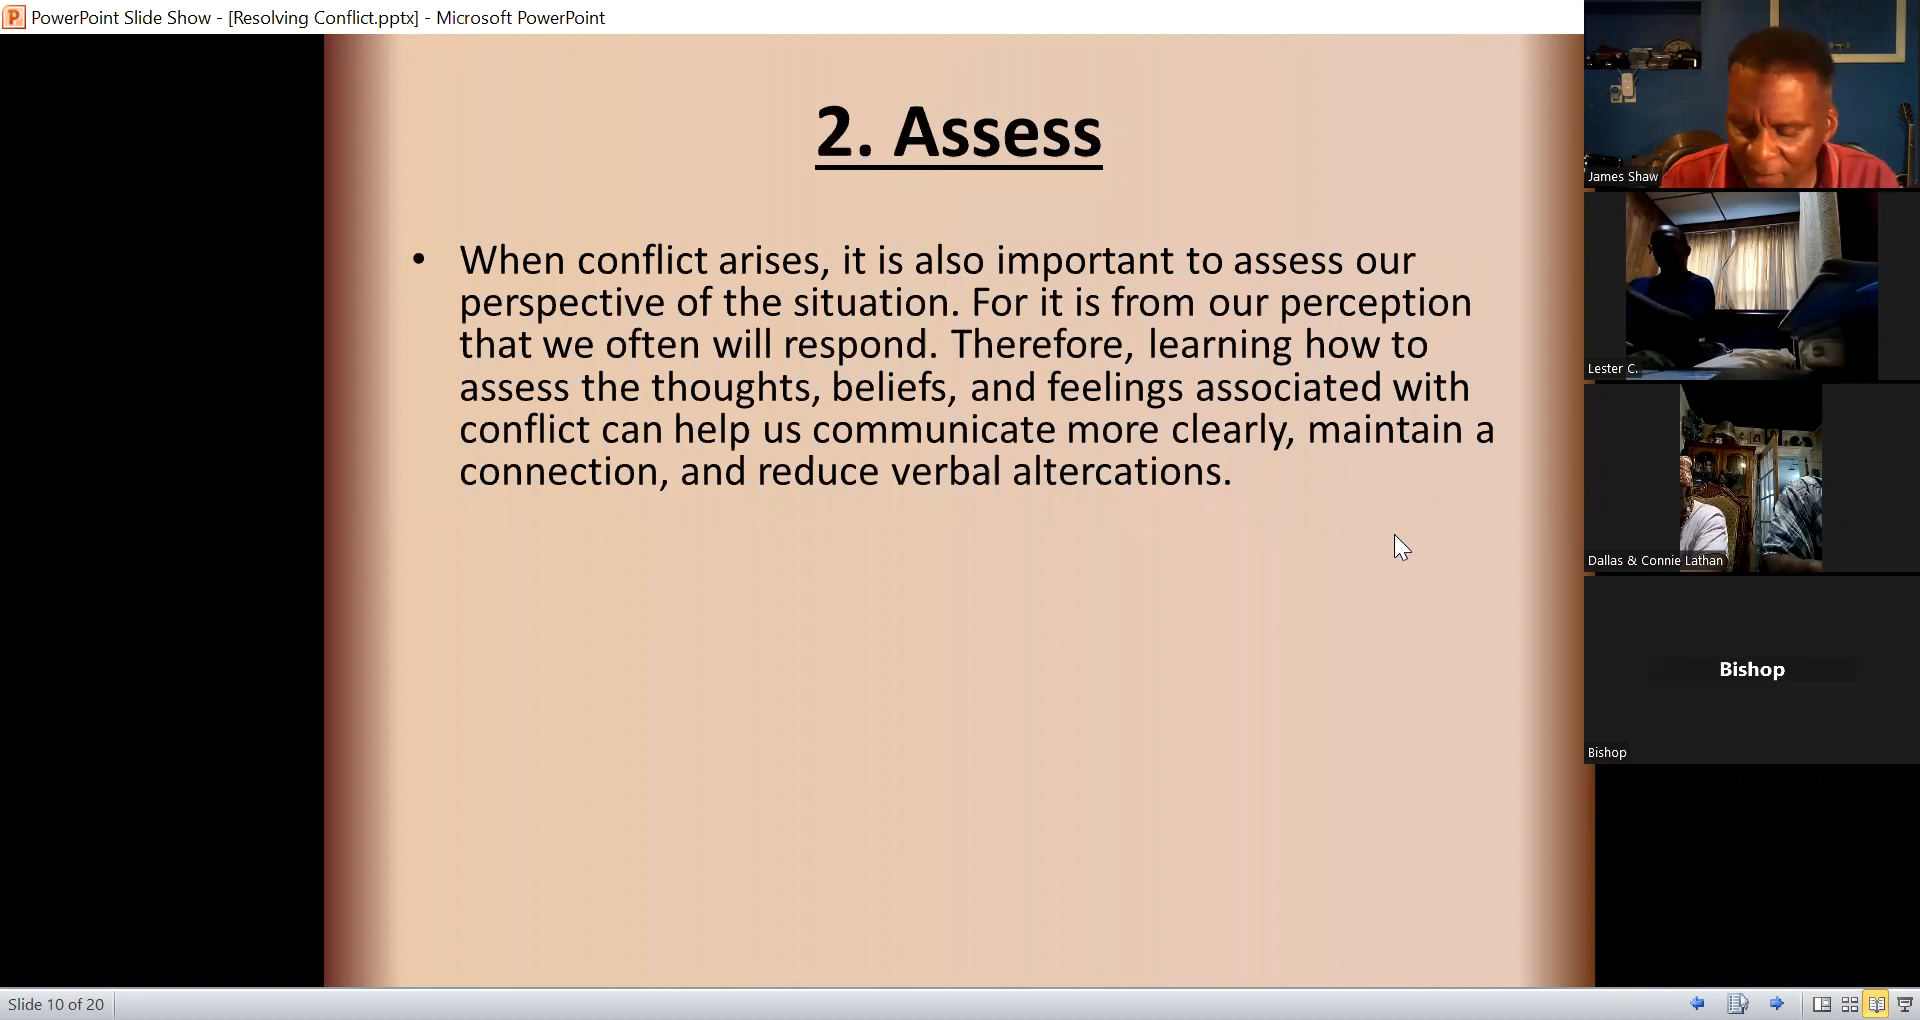 PowerPoint Slide Show - [Resolving Conflict.pptx] - Microsoft PowerPoint
2. Assess
• When conflict arises, it is also important to assess our
perspective of the situation. For it is from our perception
that we often will respond. Therefore, learning how to
assess the thoughts, beliefs, and feelings associated with
conflict can help us communicate more clearly, maintain a
connection, and reduce verbal altercations.
James Shaw
Lester C.
Dallas & Connie Lathan
Bishop
Bishop
Slide 10 of 20